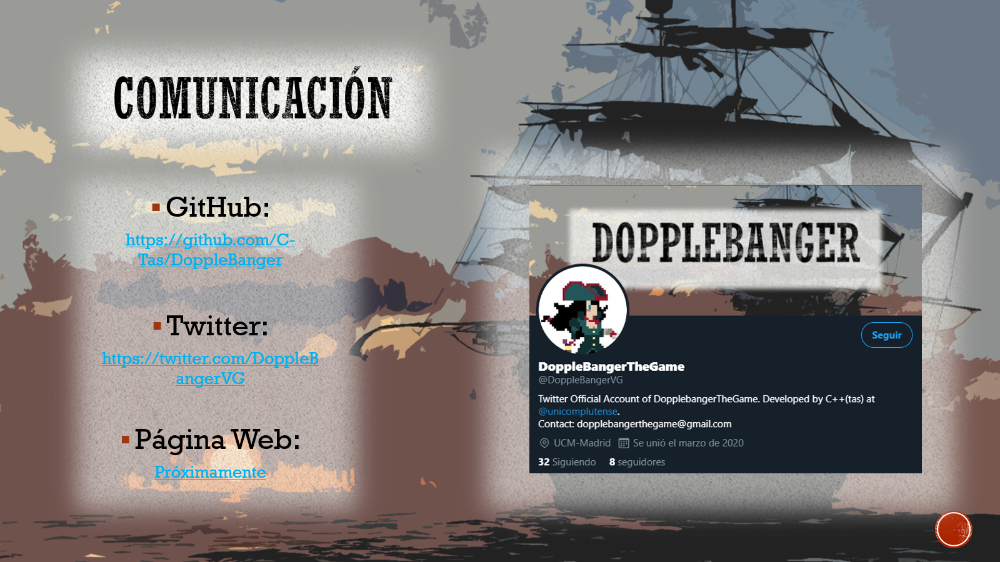 COMUNICACIÓN
GitHub:
https://github.com/C-
Tas/DoppleBanger
Twitter:
https://twitter.com/DoppleB
angerVG
Página Web:
Próximamente
DOPPLEBANGER
Seguir
DoppleBangerTheGame
@DoppleBangerVG
Twitter Official Account of DopplebangerTheGame. Developed by C++(tas) at
@unicomplutense.
Contact: dopplebangerthegame@gmail.com
UCM-Madrid Se unió el marzo de 2020
32 Siguiendo 8 seguidores